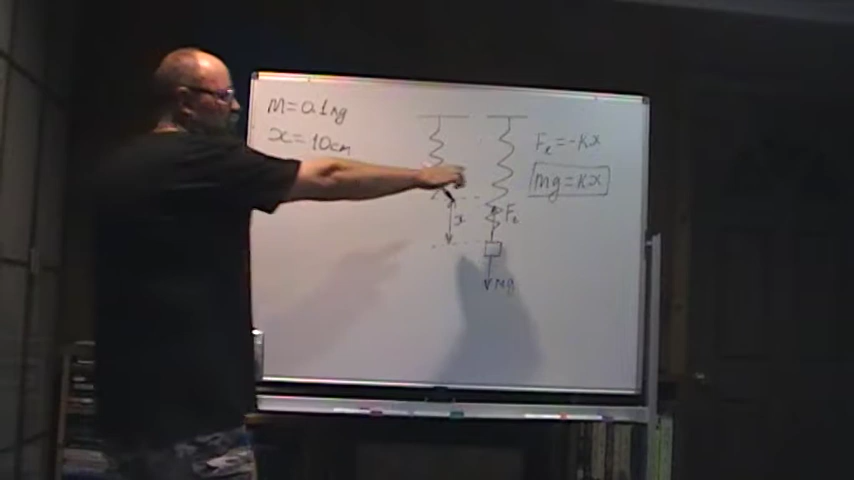 M=0.1kg
x=10cm
Fe=-Kx
Mg=Kx
Fe
x
Mg